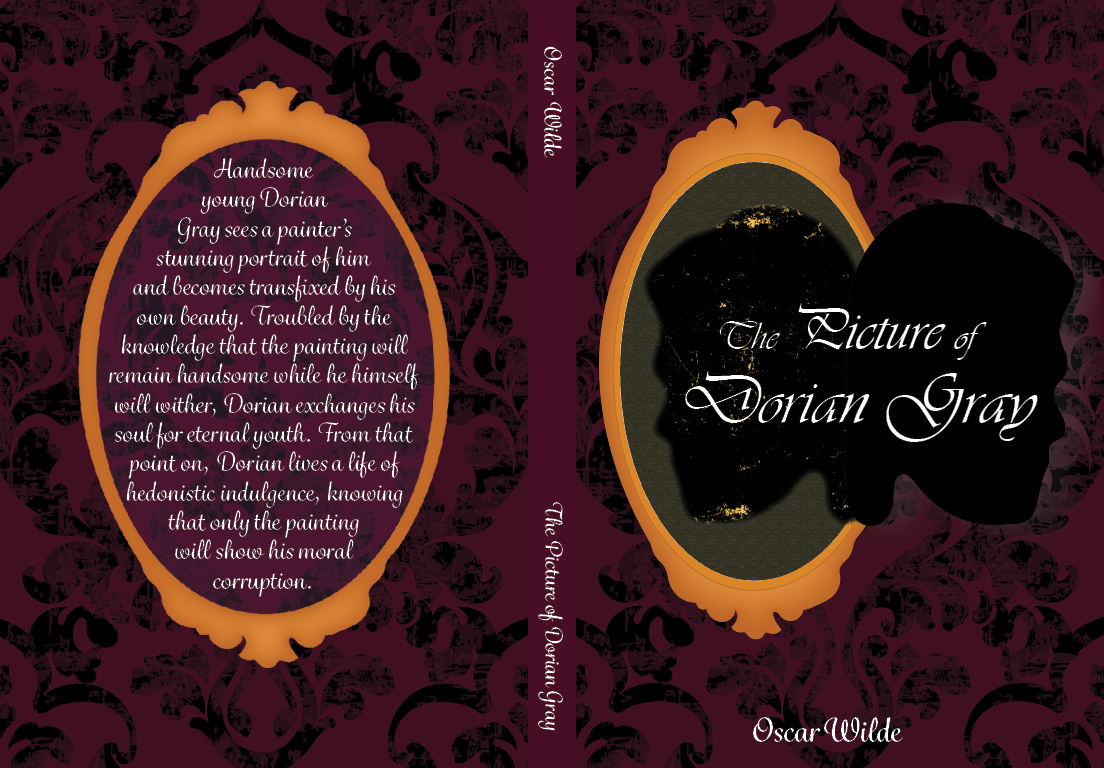 Handsome
young Dorian
Gray sees a painter's
stunning portrait of him
and becomes transfixed by his
own beauty. Troubled by the
knowledge that the painting will
remain handsome while he himself
will wither, Dorian exchanges his
soul for eternal youth. From that
point on, Dorian lives a life of
hedonistic indulgence, knowing
that only the painting
will show his moral
corruption.
Oscar Wilde
The Picture of Dorian Gray
The Picture of
Dorian Gray
Oscar Wilde